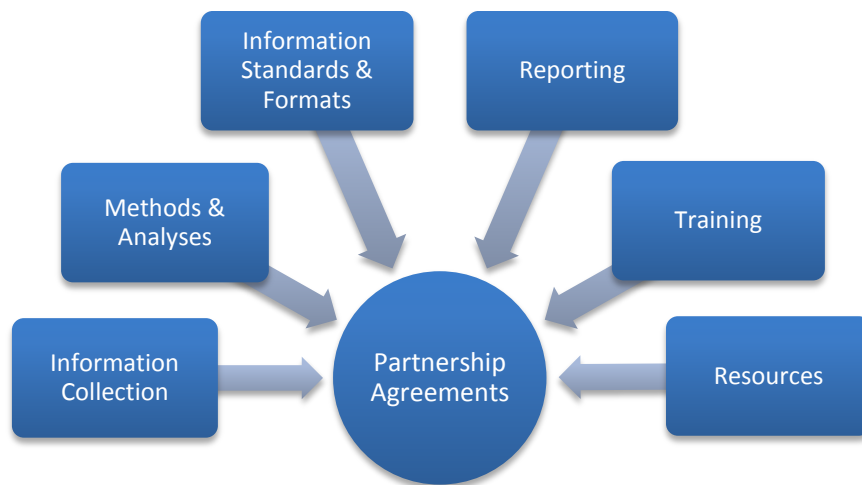 Information
Standards &
Formats
Reporting
Methods &
Analyses
Training
Information
Collection
Partnership
Agreements
Resources